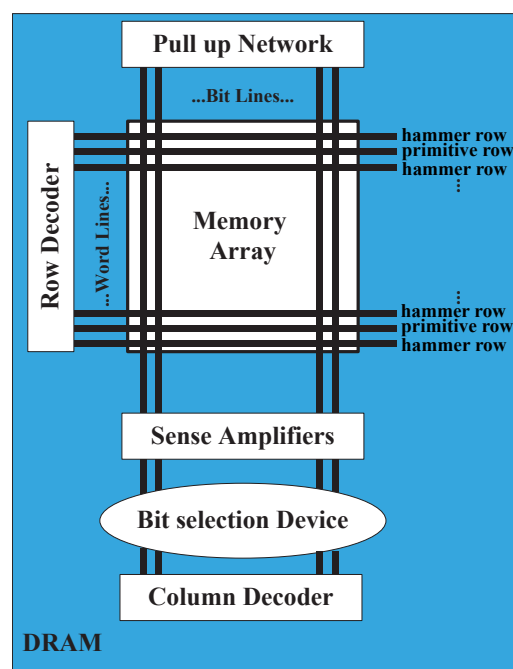 Pull up Network
...Bit Lines...
hammer row
primitive row
hammer row
...
Row Decoder
...Word Lines...
Memory
Array
...
hammer row
primitive row
hammer row
Sense Amplifiers
Bit selection Device
Column Decoder
DRAM